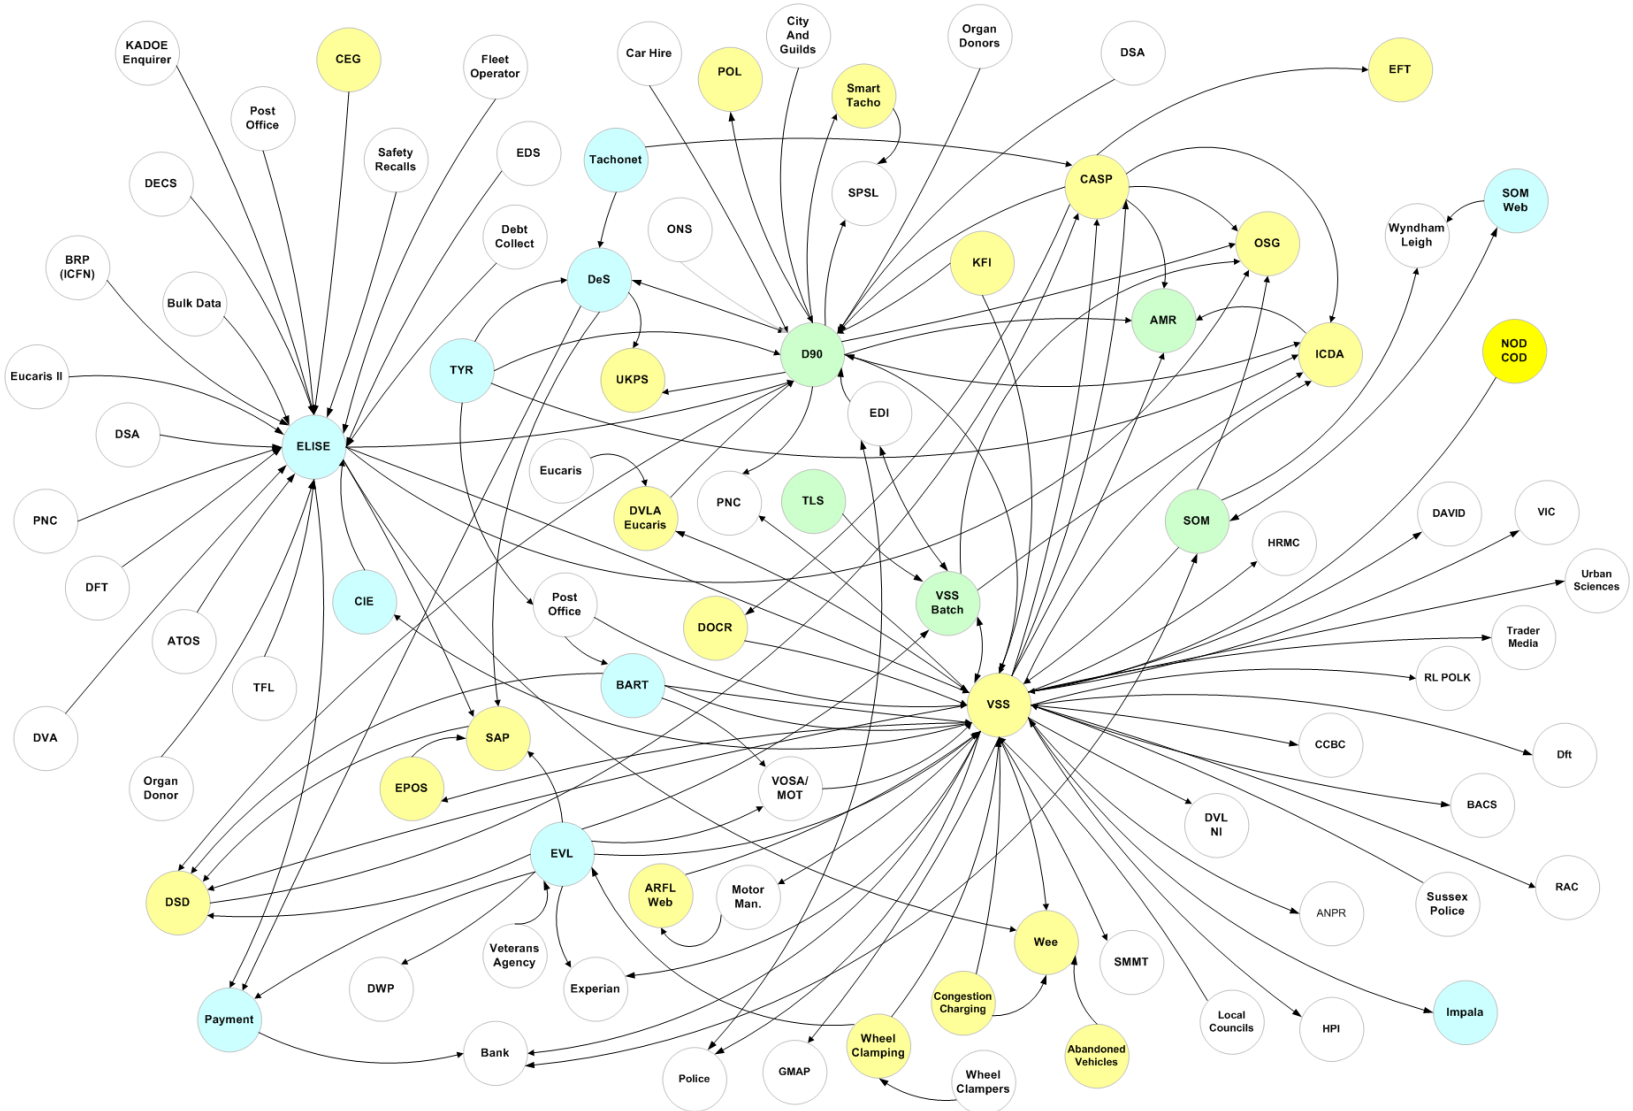 KADOE
Enquirer
CEG
Fleet
Operator
Car Hire
POL
City
And
Guilds
Organ
Donors
DSA
EFT
Post
Office
Smart
Tacho
Safety
Recalls
EDS
Tachonet
DECS
SPSL
CASP
SOM
Web
Debt
Collect
ONS
Wyndham
Leigh
BRP
(ICFN)
DeS
KFI
OSG
Bulk Data
AMR
NOD
COD
Eucaris II
TYR
UKPS
D90
ICDA
EDI
DSA
ELISE
Eucaris
PNC
DVLA
Eucaris
PNC
TLS
SOM
DAVID
VIC
HRMC
DFT
CIE
Post
Office
VSS
Batch
Urban
Sciences
ATOS
DOCR
Trader
Media
TFL
BART
VSS
RL POLK
DVA
SAP
CCBC
Dft
Organ
Donor
EPOS
VOSA/
MOT
BACS
DVL
NI
EVL
DSD
ARFL
Web
Motor
Man.
Sussex
Police
RAC
ANPR
Veterans
Agency
Wee
SMMT
DWP
Experian
Congestion
Charging
Payment
Local
Councils
HPI
Impala
Bank
Wheel
Clamping
Abandoned
Vehicles
Police
GMAP
Wheel
Clampers